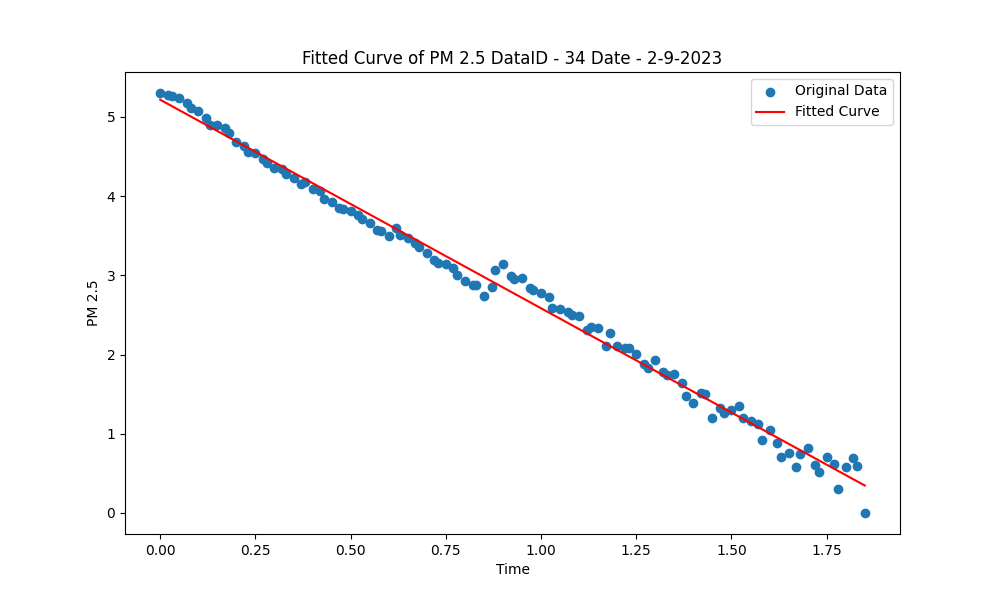 Fitted Curve of PM 2.5 DataID - 34 Date - 2-9-2023
Original Data
Fitted Curve
5
4
3
2
1
0
PM 2.5
0.00 0.25 0.50 0.75 1.00 1.25 1.50 1.75
Time